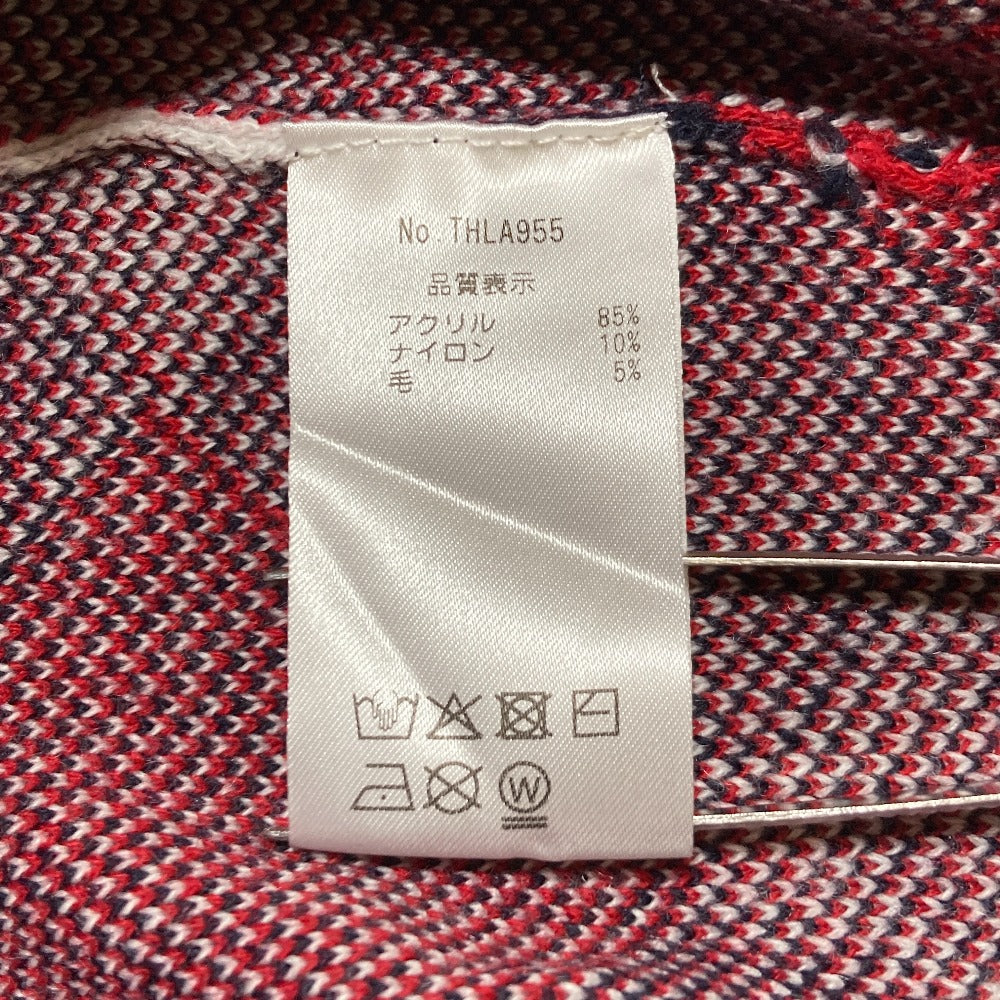 No THLA955
品質表示
アクリル 85%
ナイロン 10%
毛 5%
W